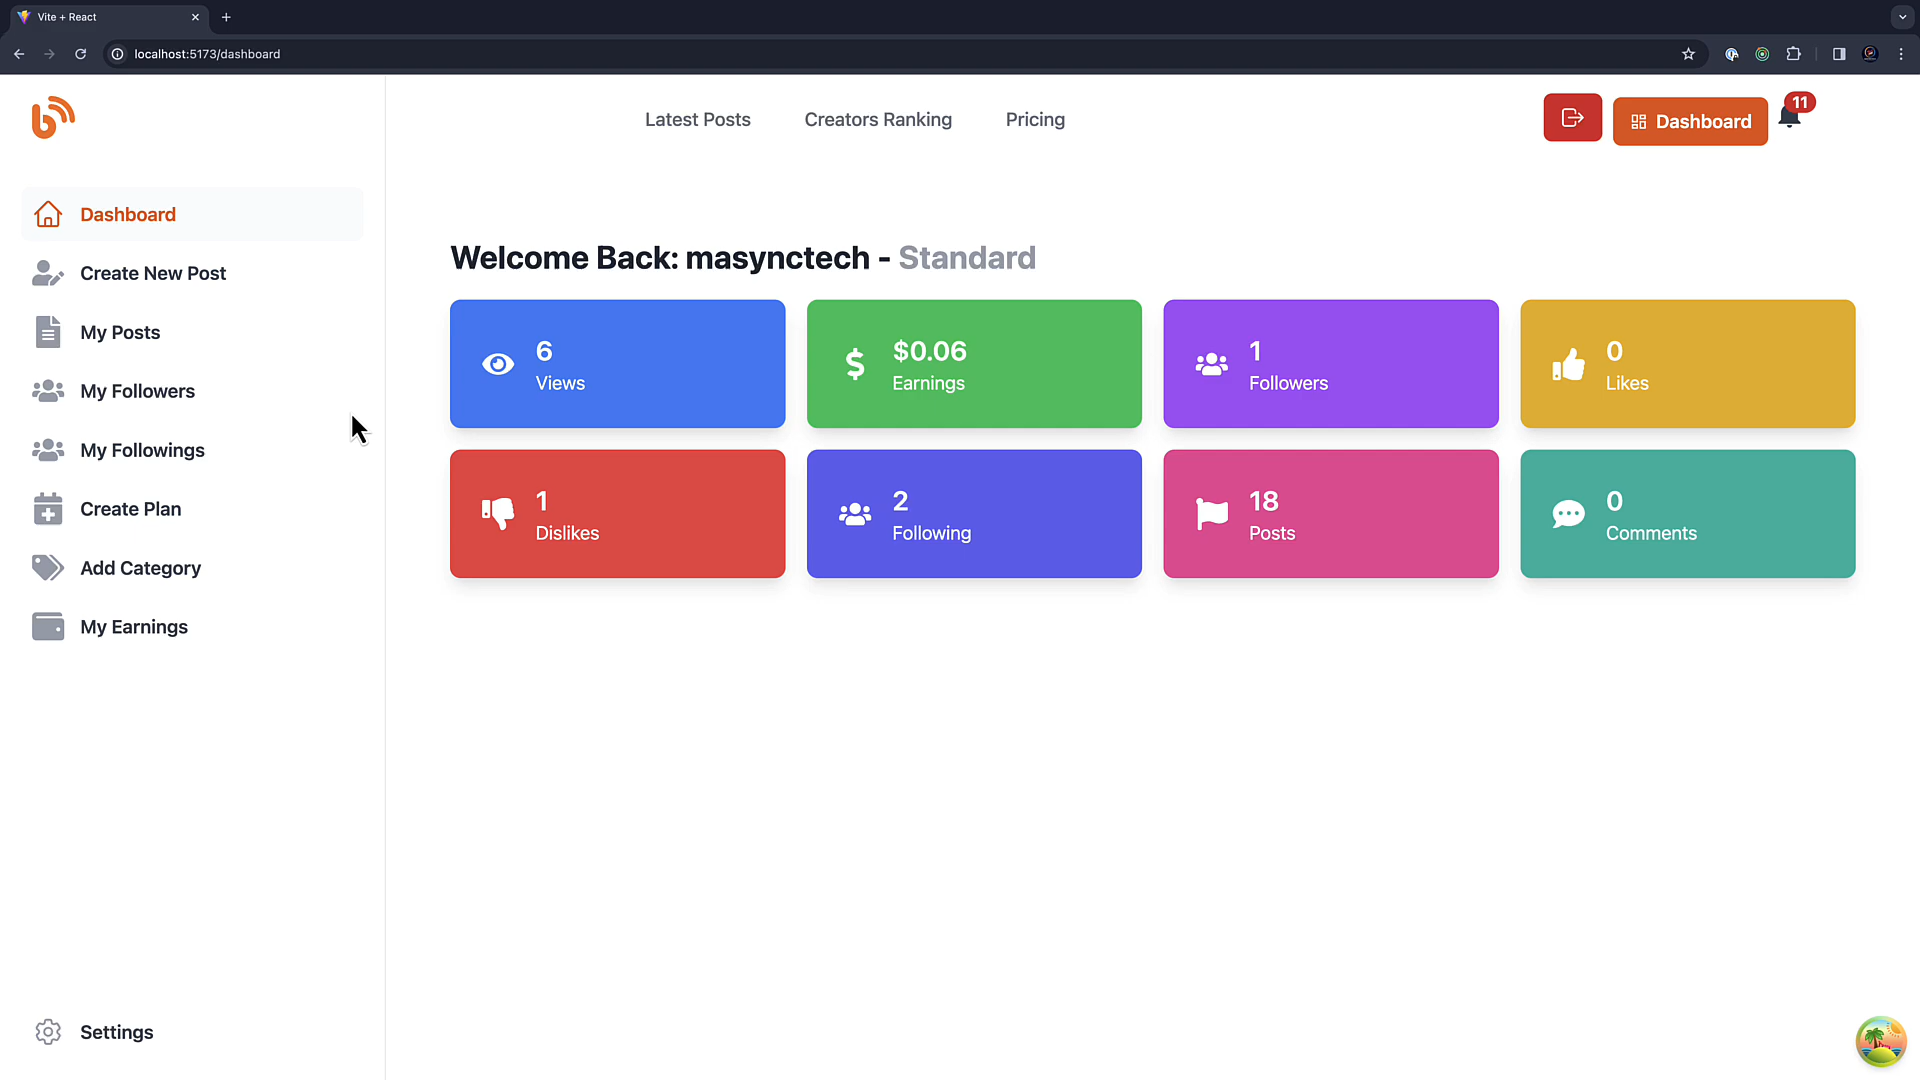 Vite + React
localhost:5173/dashboard
Latest Posts
Creators Ranking
Pricing
Dashboard
11
Dashboard
Create New Post
My Posts
My Followers
My Followings
Create Plan
Add Category
My Earnings
Settings
Welcome Back: masynctech - Standard
6
Views
$0.06
Earnings
1
Followers
0
Likes
1
Dislikes
2
Following
18
Posts
0
Comments